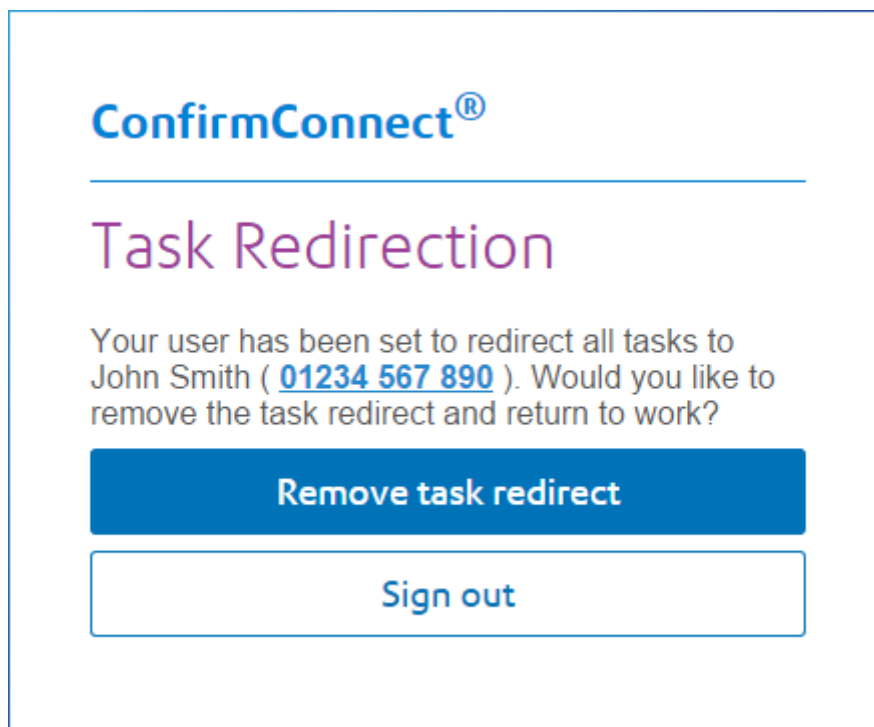 ConfirmConnect®
Task Redirection
Your user has been set to redirect all tasks to
John Smith ( 01234 567 890 ). Would you like to
remove the task redirect and return to work?
Remove task redirect
Sign out